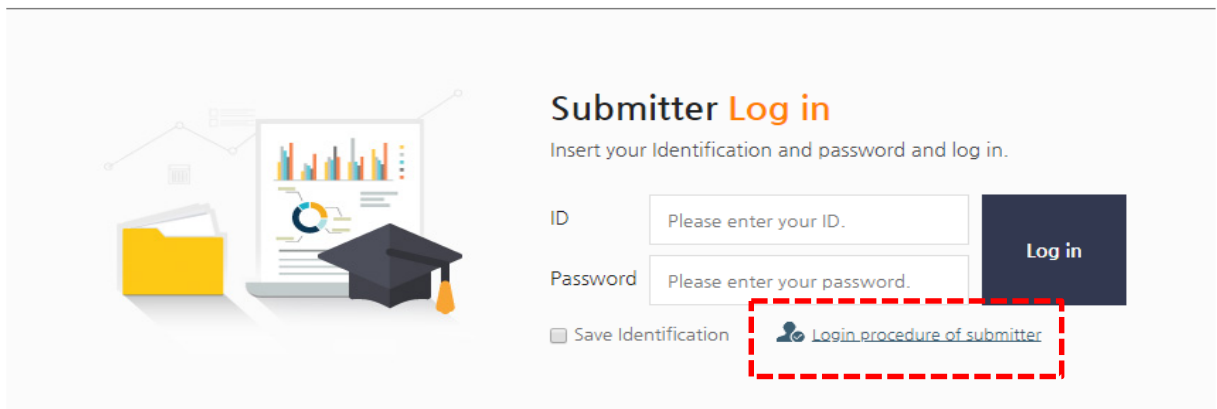 Submitter Log in
Insert your Identification and password and log in.
ID
Please enter your ID.
Log in
Password
Please enter your password.
Save Identification
Login procedure of submitter